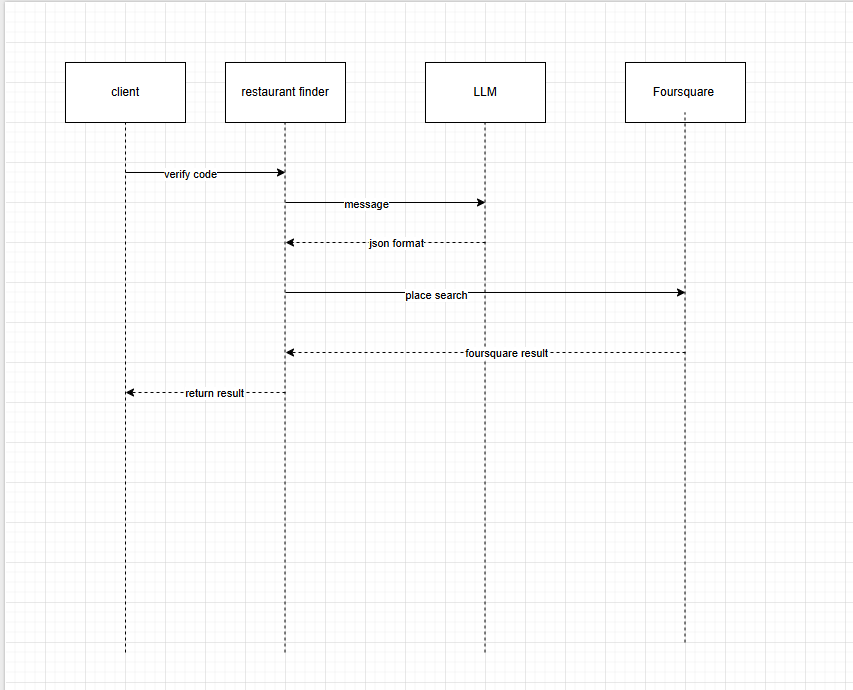 client
restaurant finder
LLM
Foursquare
verify code
message
json format
place search
foursquare result
return result